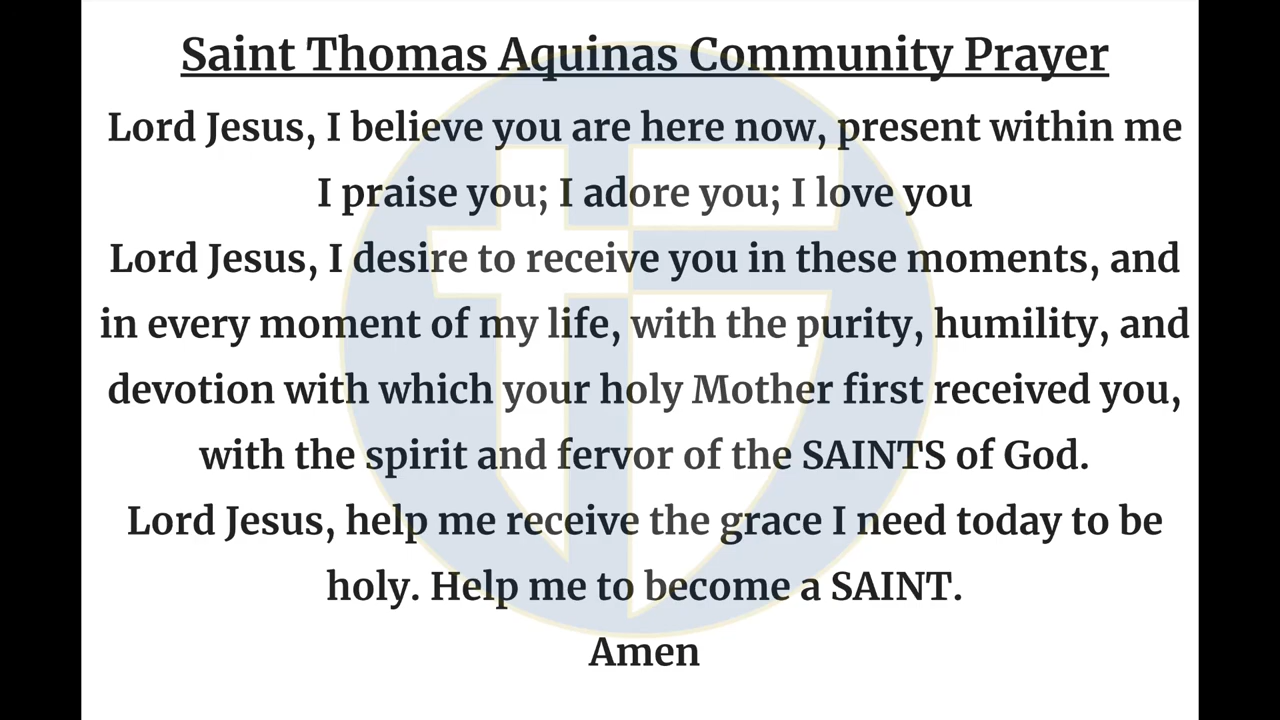 Saint Thomas Aquinas Community Prayer
Lord Jesus, I believe you are here now, present within me
I praise you; I adore you; I love you
Lord Jesus, I desire to receive you in these moments, and
in every moment of my life, with the purity, humility, and
devotion with which your holy Mother first received you,
with the spirit and fervor of the SAINTS of God.
Lord Jesus, help me receive the grace I need today to be
holy. Help me to become a SAINT.
Amen